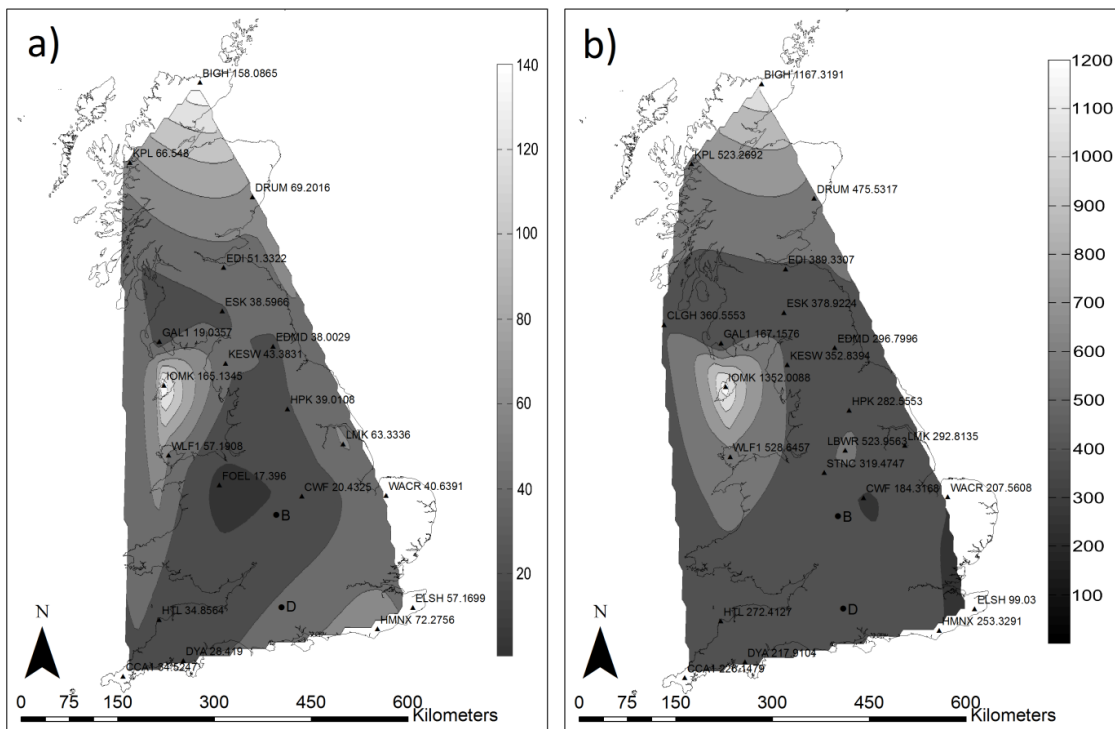 a)
BIGH 158.0865
KPL 66.548
DRUM 69.2016
EDI 51.3322
ESK 38.5966
GAL1 19.0357
EDMD 38.0029
KESW 43.3831
IOMK 165.1345
HPK 39.0108
LMK 63.3336
WLF1 57.1908
FOEL 17.396
CWF 20.4325
WACR 40.6391
B
D
HTL 34.8564
ELSH 57.1699
HMNX 72.2756
DYA 28.419
CCA1 34.5247
N
140
120
100
80
60
40
20
0 75 150 300 450 600
Kilometers
b)
BIGH 1167.3191
KPL 523.2692
DRUM 475.5317
EDI 389.3307
ESK 378.9224
CLGH 360.5553
GAL1 167.1576
EDMD 296.7996
KESW 352.8394
IOMK 1352.0088
HPK 282.5553
LBWR 523.9563
LMK 292.8135
WLF1 528.6457
STNC 319.4747
CWF 184.3168
WACR 207.5608
B
D
HTL 272.4127
ELSH 99.03
HMNX 253.3291
DYA 217.9104
CCA1 226.1479
N
1200
1100
1000
900
800
700
600
500
400
300
200
100
0 75 150 300 450 600
Kilometers